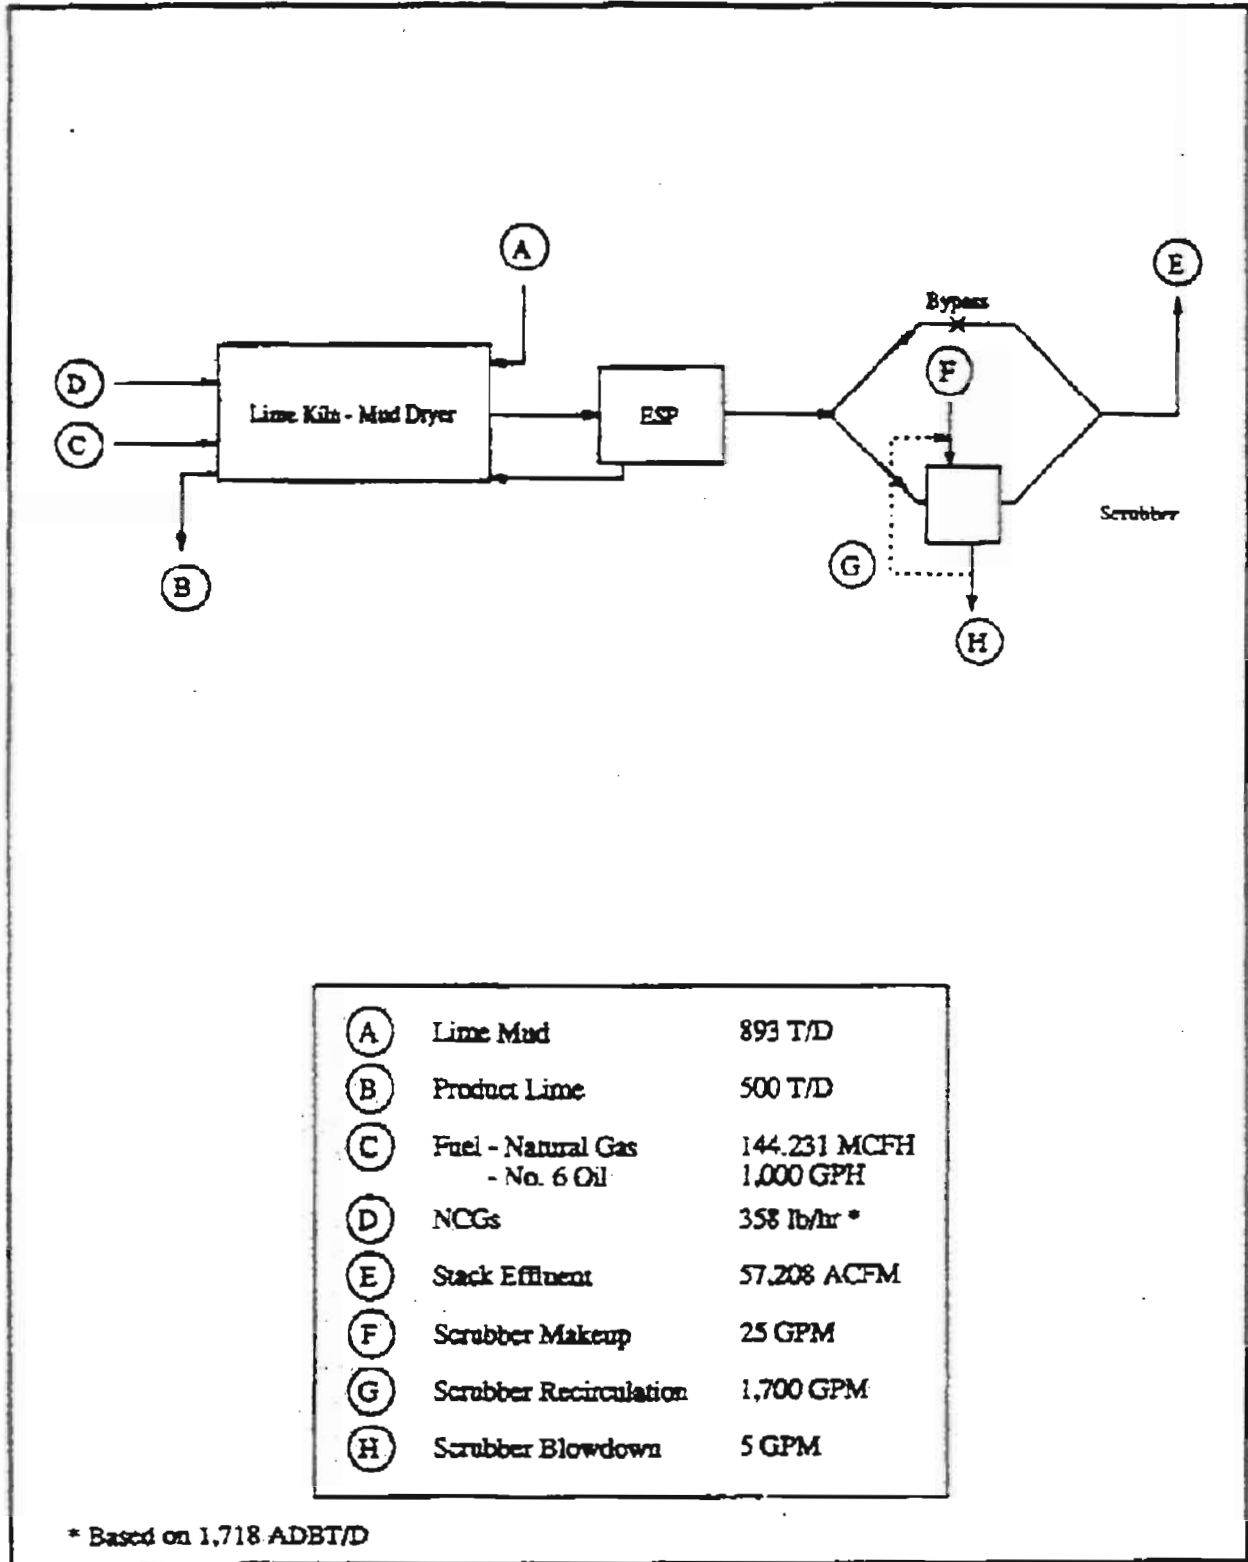 A
E
Bypass
D
F
Lime Kiln - Mud Dryer
ESP
C
Scrubber
G
B
H
A Lime Mud 893 T/D
B Product Lime 500 T/D
C Fuel - Natural Gas 144.231 MCFH
- No. 6 Oil 1,000 GPH
D NCGs 358 lb/hr *
E Stack Effluent 57,208 ACFM
F Scrubber Makeup 25 GPM
G Scrubber Recirculation 1,700 GPM
H Scrubber Blowdown 5 GPM
* Based on 1,718 ADBT/D